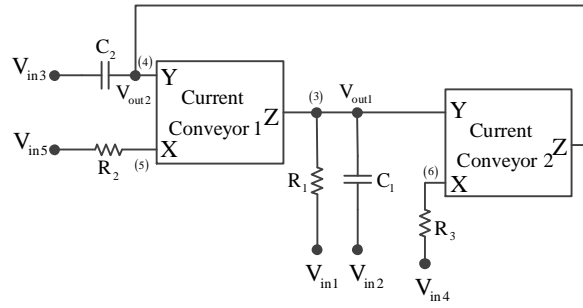 C2
(4)
Vin3
Y
Vout2
Current
Conveyor 1
Z
(3)
Vout1
Y
Current
Conveyor 2
Z
Vin5
R2
(5)
X
R1
C1
(6)
X
R3
Vin1
Vin2
Vin4